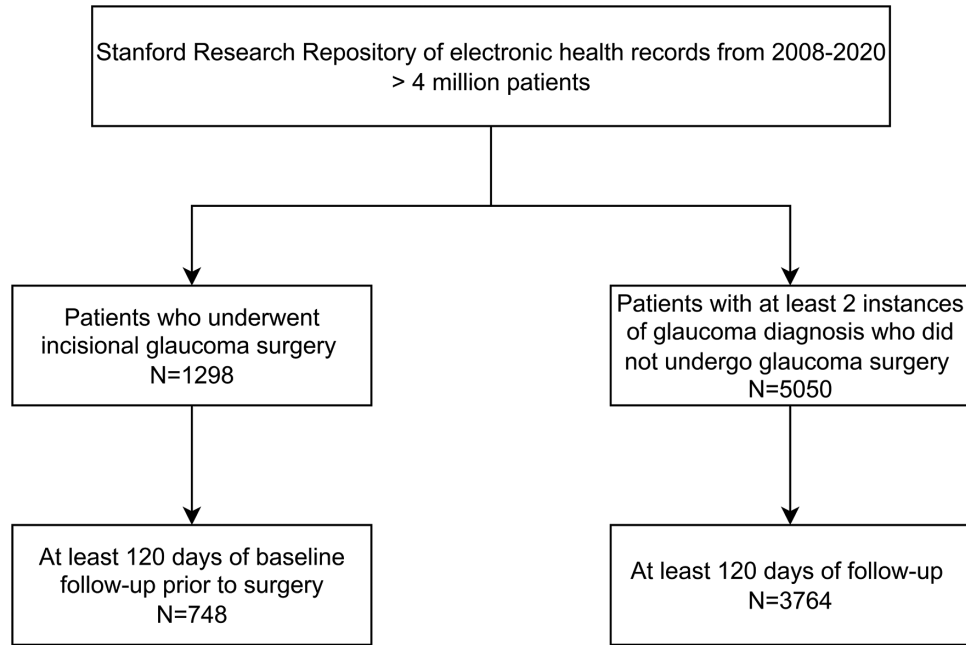 Stanford Research Repository of electronic health records from 2008-2020
> 4 million patients
Patients who underwent
incisional glaucoma surgery
N=1298
Patients with at least 2 instances
of glaucoma diagnosis who did
not undergo glaucoma surgery
N=5050
At least 120 days of baseline
follow-up prior to surgery
N=748
At least 120 days of follow-up
N=3764